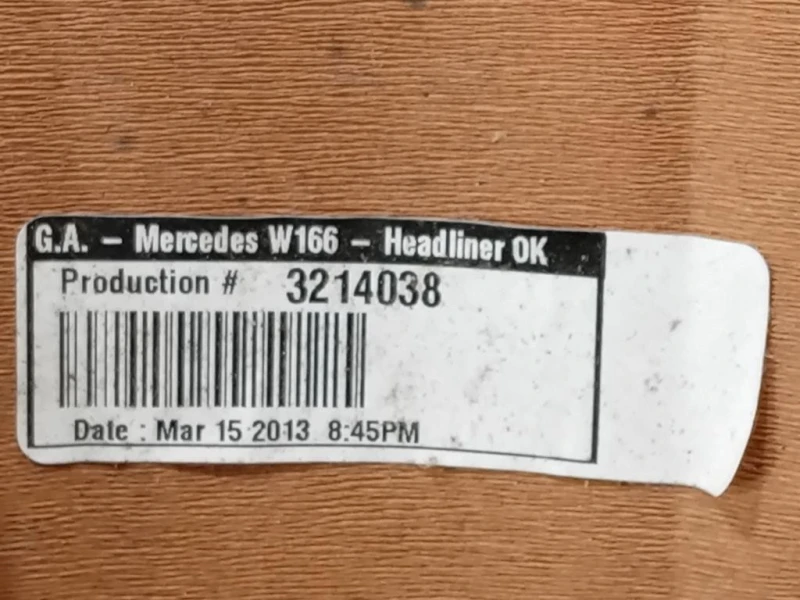 G.A. – Mercedes W166 – Headliner OK
Production # 3214038
Date : Mar 15 2013 8:45PM